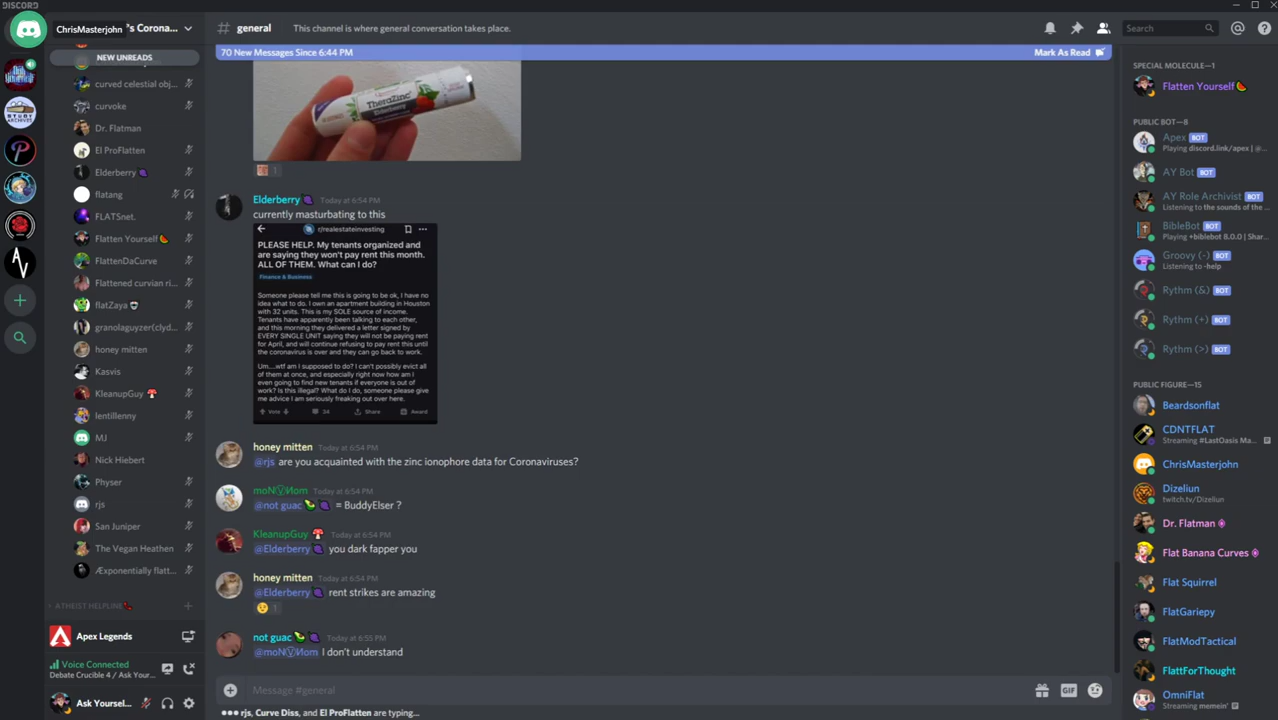 DISCORD
ChrisMasterjohn
's Corona...
# general
This channel is where general conversation takes place.
Search
NEW UNREADS
curved celestial obj...
curvoke
Dr. Flatman
El ProFlatten
Elderberry
flatang
FLATSnet.
Flatten Yourself🍉
FlattenDaCurve
Flattened curvian ri...
flatZaya
granolaguyzer(clyd...
honey mitten
Kasvis
KleanupGuy 🍄
lentillenny
MJ
Nick Hiebert
Physer
rjs
San Juniper
The Vegan Heathen
Æxponentially flatt...
ATHEIST HELPLINE
Apex Legends
Voice Connected
Debate Crucible 4 / Ask Your...
Ask Yoursel...
70 New Messages Since 6:44 PM
Mark As Read
TheraZinc
Elderberry
1
Elderberry Today at 6:54 PM
currently masturbating to this
r/realestateinvesting
PLEASE HELP. My tenants organized and
are saying they won't pay rent this month.
ALL OF THEM. What can I do?
Finance & Business
Someone please tell me this is going to be ok, I have no
idea what to do. I own an apartment building in Houston
with 32 units. This is my SOLE source of income.
Tenants have apparently been talking to each other,
and this morning they delivered a letter signed by
EVERY SINGLE UNIT saying they will not be paying rent
for April, and will continue refusing to pay rent this until
the coronavirus is over and they can go back to work.
Um....wtf am I supposed to do? I can't possibly evict all
of them at once, and especially right now how am I
even going to find new tenants if everyone is out of
work? Is this illegal? What do I do, someone please give
me advice I am seriously freaking out over here.
Vote
34
Share
Award
honey mitten Today at 6:54 PM
@rjs are you acquainted with the zinc ionophore data for Coronaviruses?
moNⓋИom Today at 6:54 PM
@not guac = BuddyElser ?
KleanupGuy 🍄 Today at 6:54 PM
@Elderberry you dark fapper you
honey mitten Today at 6:54 PM
@Elderberry rent strikes are amazing
1
not guac Today at 6:55 PM
@moNⓋИom I don't understand
Message #general
GIF
rjs, Curve Diss, and El ProFlatten are typing...
SPECIAL MOLECULE—1
Flatten Yourself🍉
PUBLIC BOT—8
Apex BOT
Playing discord.link/apex | @...
AY Bot BOT
AY Role Archivist BOT
Listening to the sounds of the...
BibleBot BOT
Playing +biblebot 8.0.0 | Shar...
Groovy (-) BOT
Listening to -help
Rythm (&) BOT
Rythm (+) BOT
Rythm (>) BOT
PUBLIC FIGURE—15
Beardsonflat
CDNTFLAT
Streaming #LastOasis Ma...
ChrisMasterjohn
Dizeliun
twitch.tv/Dizeliun
Dr. Flatman
Flat Banana Curves
Flat Squirrel
FlatGariepy
FlatModTactical
FlattForThought
OmniFlat
Streaming memein'